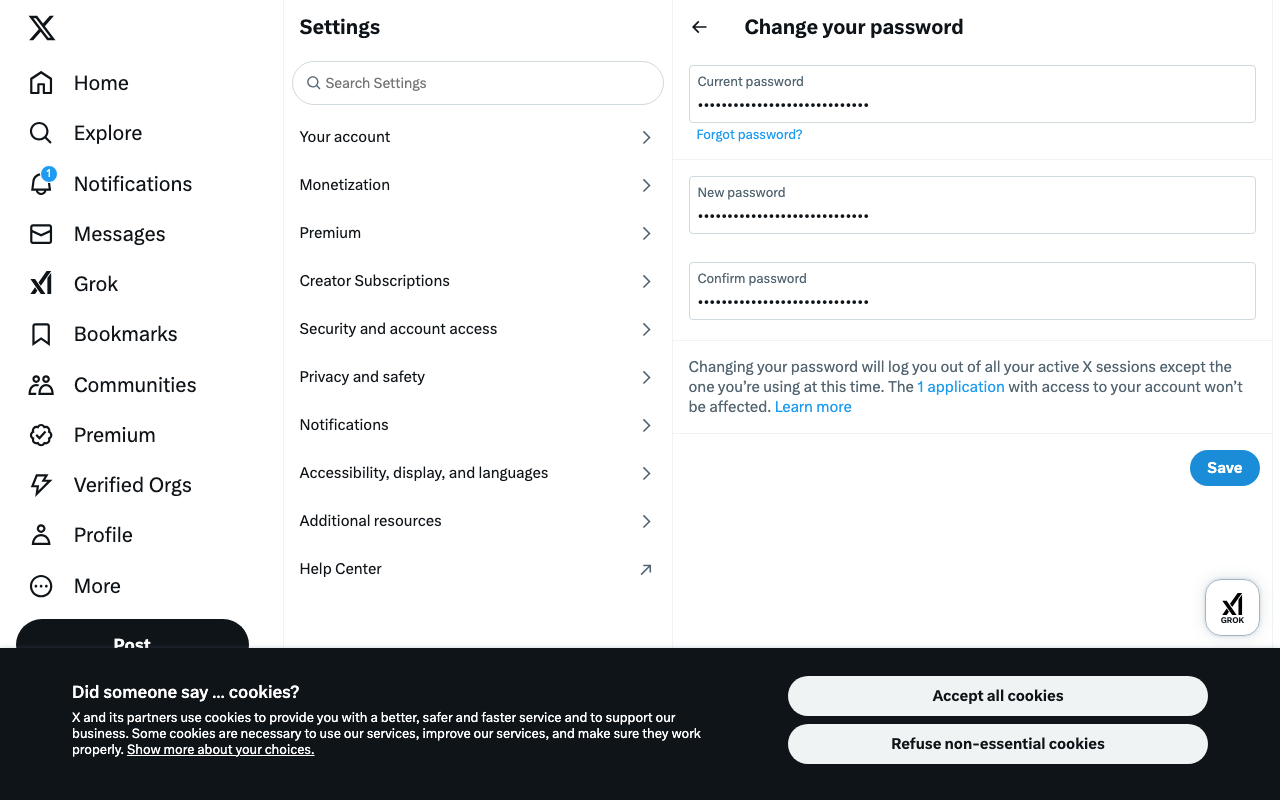 Home
Explore
1
Notifications
Messages
Grok
Bookmarks
Communities
Premium
Verified Orgs
Profile
More
Post
Settings
Search Settings
Your account
Monetization
Premium
Creator Subscriptions
Security and account access
Privacy and safety
Notifications
Accessibility, display, and languages
Additional resources
Help Center
Change your password
Current password
•••••••••••••••••••••••••••••
Forgot password?
New password
•••••••••••••••••••••••••••••
Confirm password
•••••••••••••••••••••••••••••
Changing your password will log you out of all your active X sessions except the
one you’re using at this time. The 1 application with access to your account won’t
be affected. Learn more
Save
GROK
Did someone say … cookies?
X and its partners use cookies to provide you with a better, safer and faster service and to support our
business. Some cookies are necessary to use our services, improve our services, and make sure they work
properly. Show more about your choices.
Accept all cookies
Refuse non-essential cookies